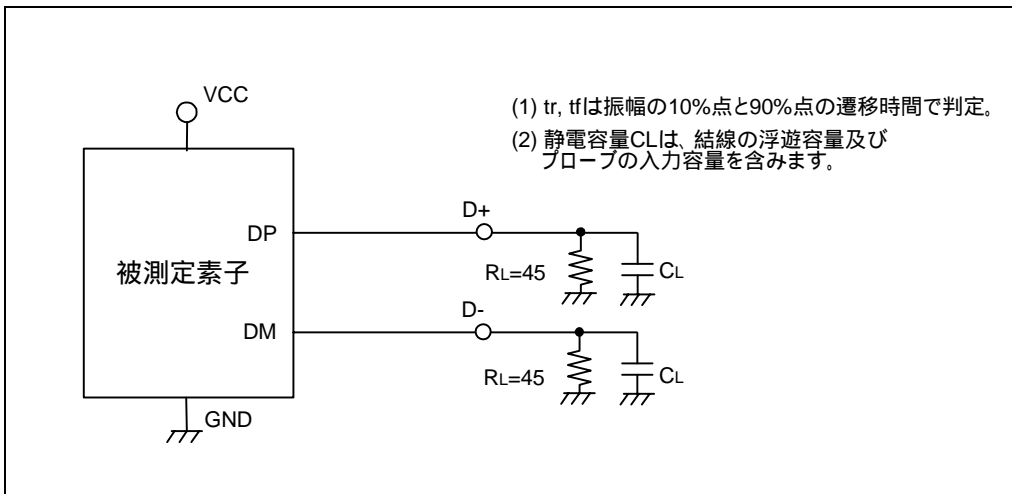 VCC
(1) tr, tfは振幅の10%点と90%点の遷移時間で判定。
(2) 静電容量CLは、結線の浮遊容量及び
プローブの入力容量を含みます。
D+
DP
被測定素子
RL=45
CL
D-
DM
RL=45
CL
GND